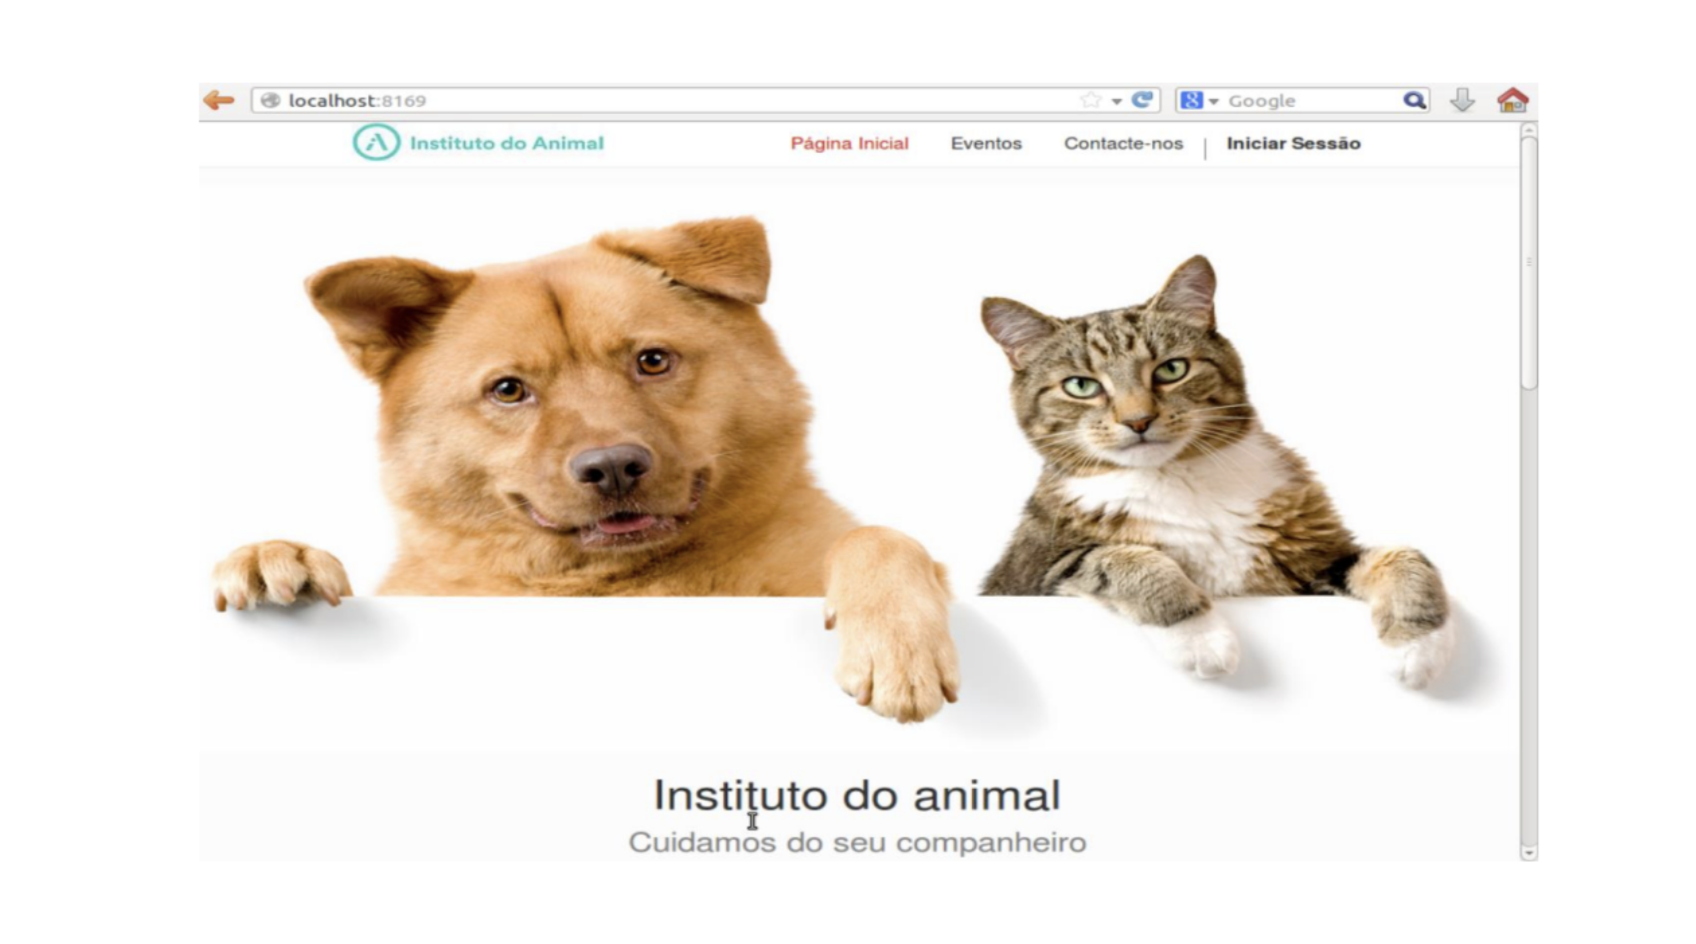 localhost:8169
Google
Instituto do Animal
Página Inicial
Eventos
Contacte-nos
Iniciar Sessão
Instituto do animal
Cuidamos do seu companheiro